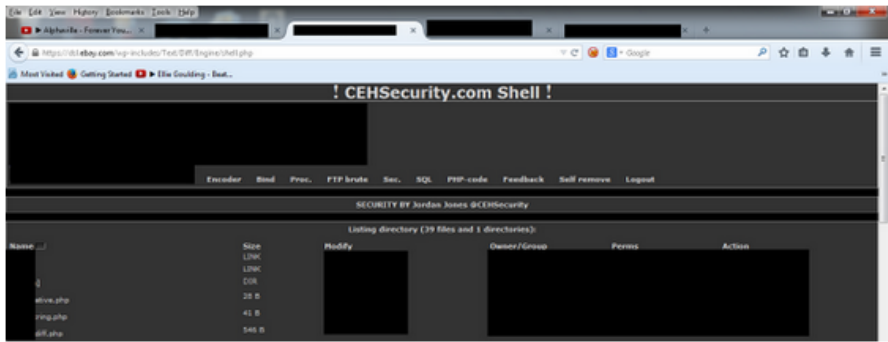 File Edit View History Bookmarks Tools Help
Alphaville - Forever You...
https://dsl.ebay.com/wp-includes/Text/Diff/Engine/shell.php
Google
Most Visited Getting Started Ellie Goulding - Beat...
! CEHSecurity.com Shell !
Encoder Bind Proc. FTP brute Sec. SQL PHP-code Feedback Self remove Logout
SECURITY BY Jordan Jones @CEHSecurity
Listing directory (39 files and 1 directories):
Name Size Modify Owner/Group Perms Action
LINK
LINK
DIR
ative.php 28 B
ring.php 41 B
diff.php 546 B